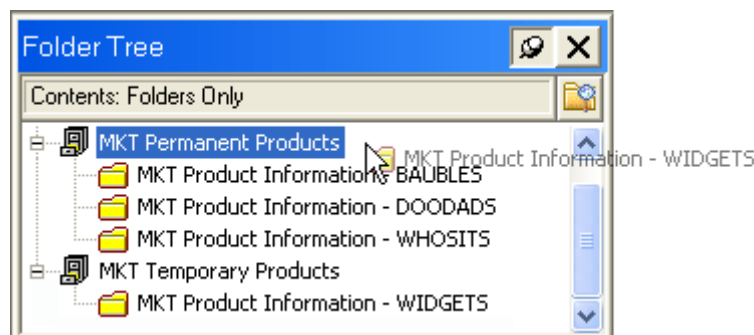 Folder Tree
Contents: Folders Only
MKT Permanent Products
MKT Product Information - WIDGETS
MKT Product Information - BAUBLES
MKT Product Information - DOODADS
MKT Product Information - WHOSITS
MKT Temporary Products
MKT Product Information - WIDGETS